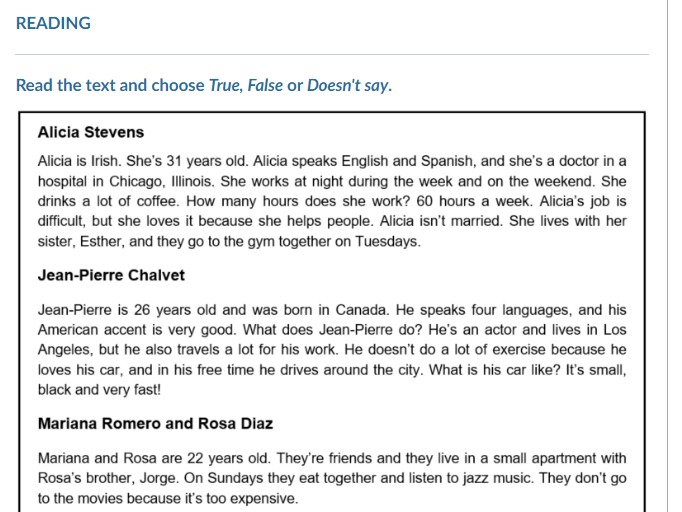 READING
Read the text and choose True, False or Doesn't say.
Alicia Stevens
Alicia is Irish. She's 31 years old. Alicia speaks English and Spanish, and she's a doctor in a
hospital in Chicago, Illinois. She works at night during the week and on the weekend. She
drinks a lot of coffee. How many hours does she work? 60 hours a week. Alicia's job is
difficult, but she loves it because she helps people. Alicia isn't married. She lives with her
sister, Esther, and they go to the gym together on Tuesdays.
Jean-Pierre Chalvet
Jean-Pierre is 26 years old and was born in Canada. He speaks four languages, and his
American accent is very good. What does Jean-Pierre do? He's an actor and lives in Los
Angeles, but he also travels a lot for his work. He doesn't do a lot of exercise because he
loves his car, and in his free time he drives around the city. What is his car like? It's small,
black and very fast!
Mariana Romero and Rosa Diaz
Mariana and Rosa are 22 years old. They're friends and they live in a small apartment with
Rosa's brother, Jorge. On Sundays they eat together and listen to jazz music. They don't go
to the movies because it's too expensive.